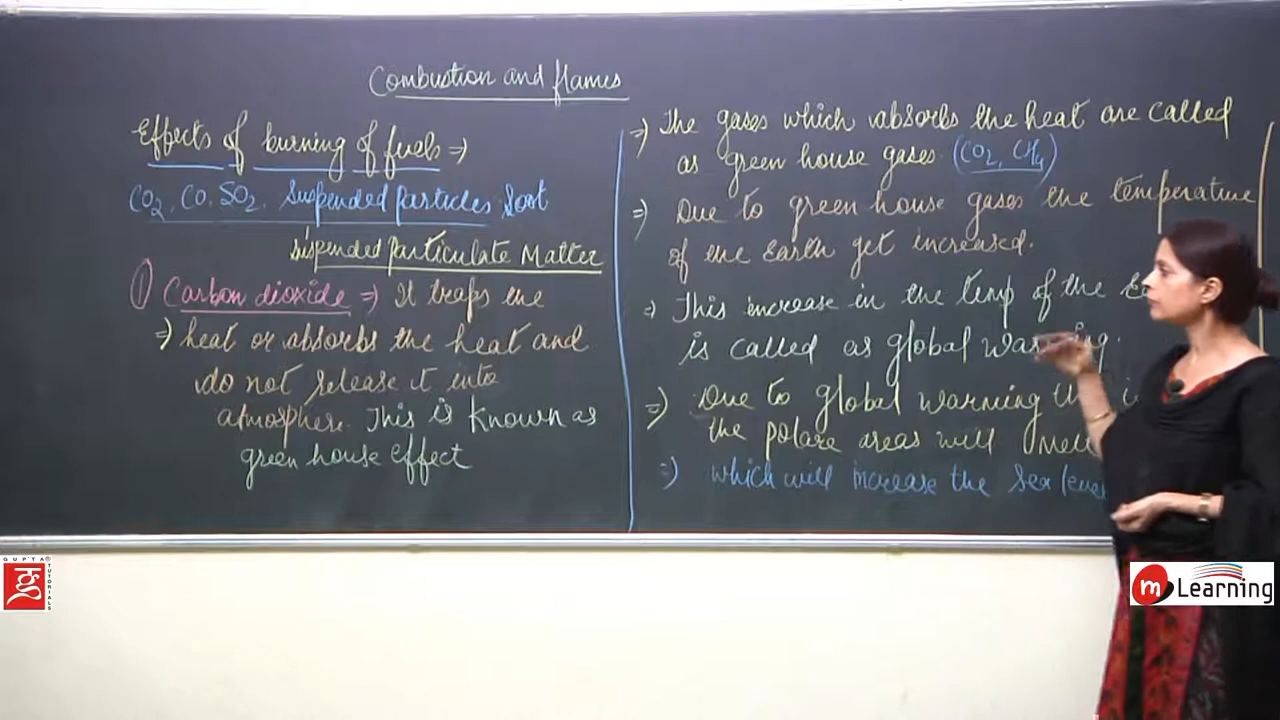 Combustion and flames
Effects of burning of fuels ⇒
CO2, CO, SO2, Suspended Particles Soot
suspended particulate Matter
① Carbon dioxide ⇒ It traps the
⇒ heat or absorbs the heat and
do not release it into
atmospher. This is known as
green house effect
⇒ The gases which absorbs the heat are called
as green house gases. (CO2, CH4)
⇒ Due to green house gases the temperature
of the Earth get increased.
⇒ This increase in the temp of the
is called as global warming.
⇒ Due to global warming
the polare areas will
⇒ which will increase the sea
GUPTA®
TUTORIALS
m Learning